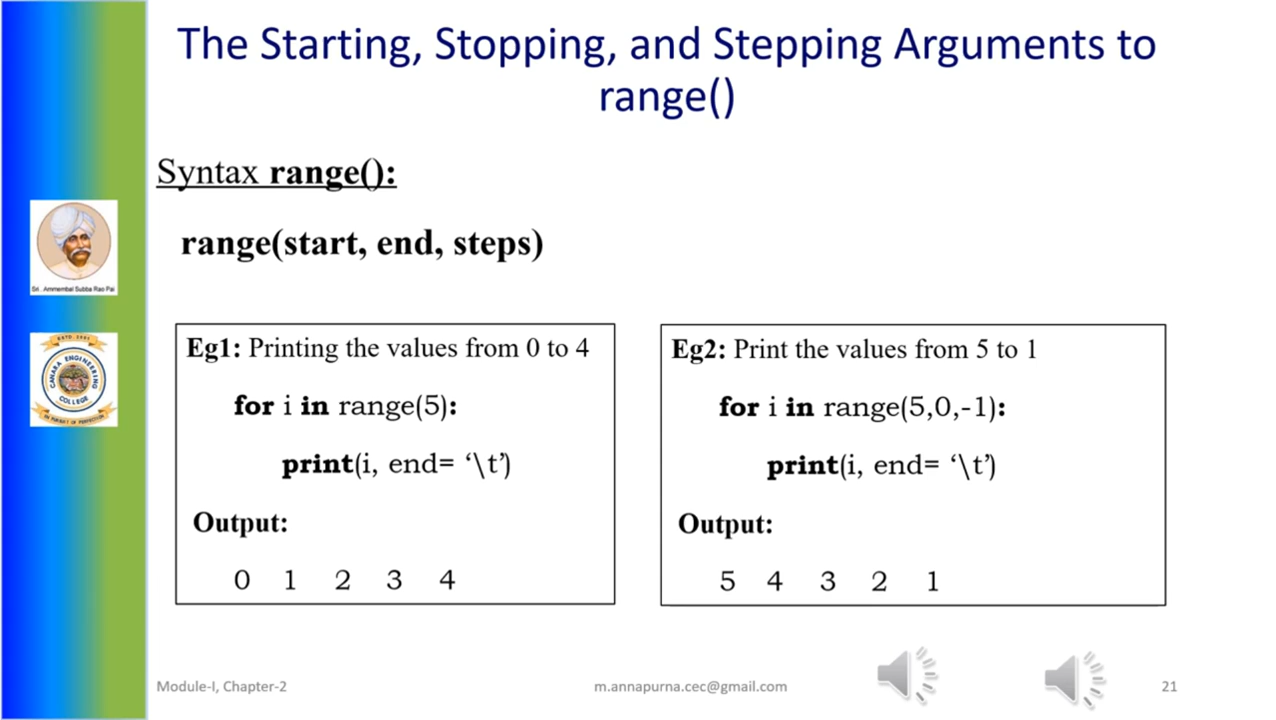 The Starting, Stopping, and Stepping Arguments to
range()
Syntax range():
range(start, end, steps)
Sri. Ammembal Subba Rao Pai
ESTD. 2001
CANARA ENGINEERING
COLLEGE
Eg1: Printing the values from 0 to 4
for i in range(5):
print(i, end= ‘\t’)
Output:
0 1 2 3 4
Eg2: Print the values from 5 to 1
for i in range(5,0,-1):
print(i, end= ‘\t’)
Output:
5 4 3 2 1
Module-I, Chapter-2
m.annapurna.cec@gmail.com
21